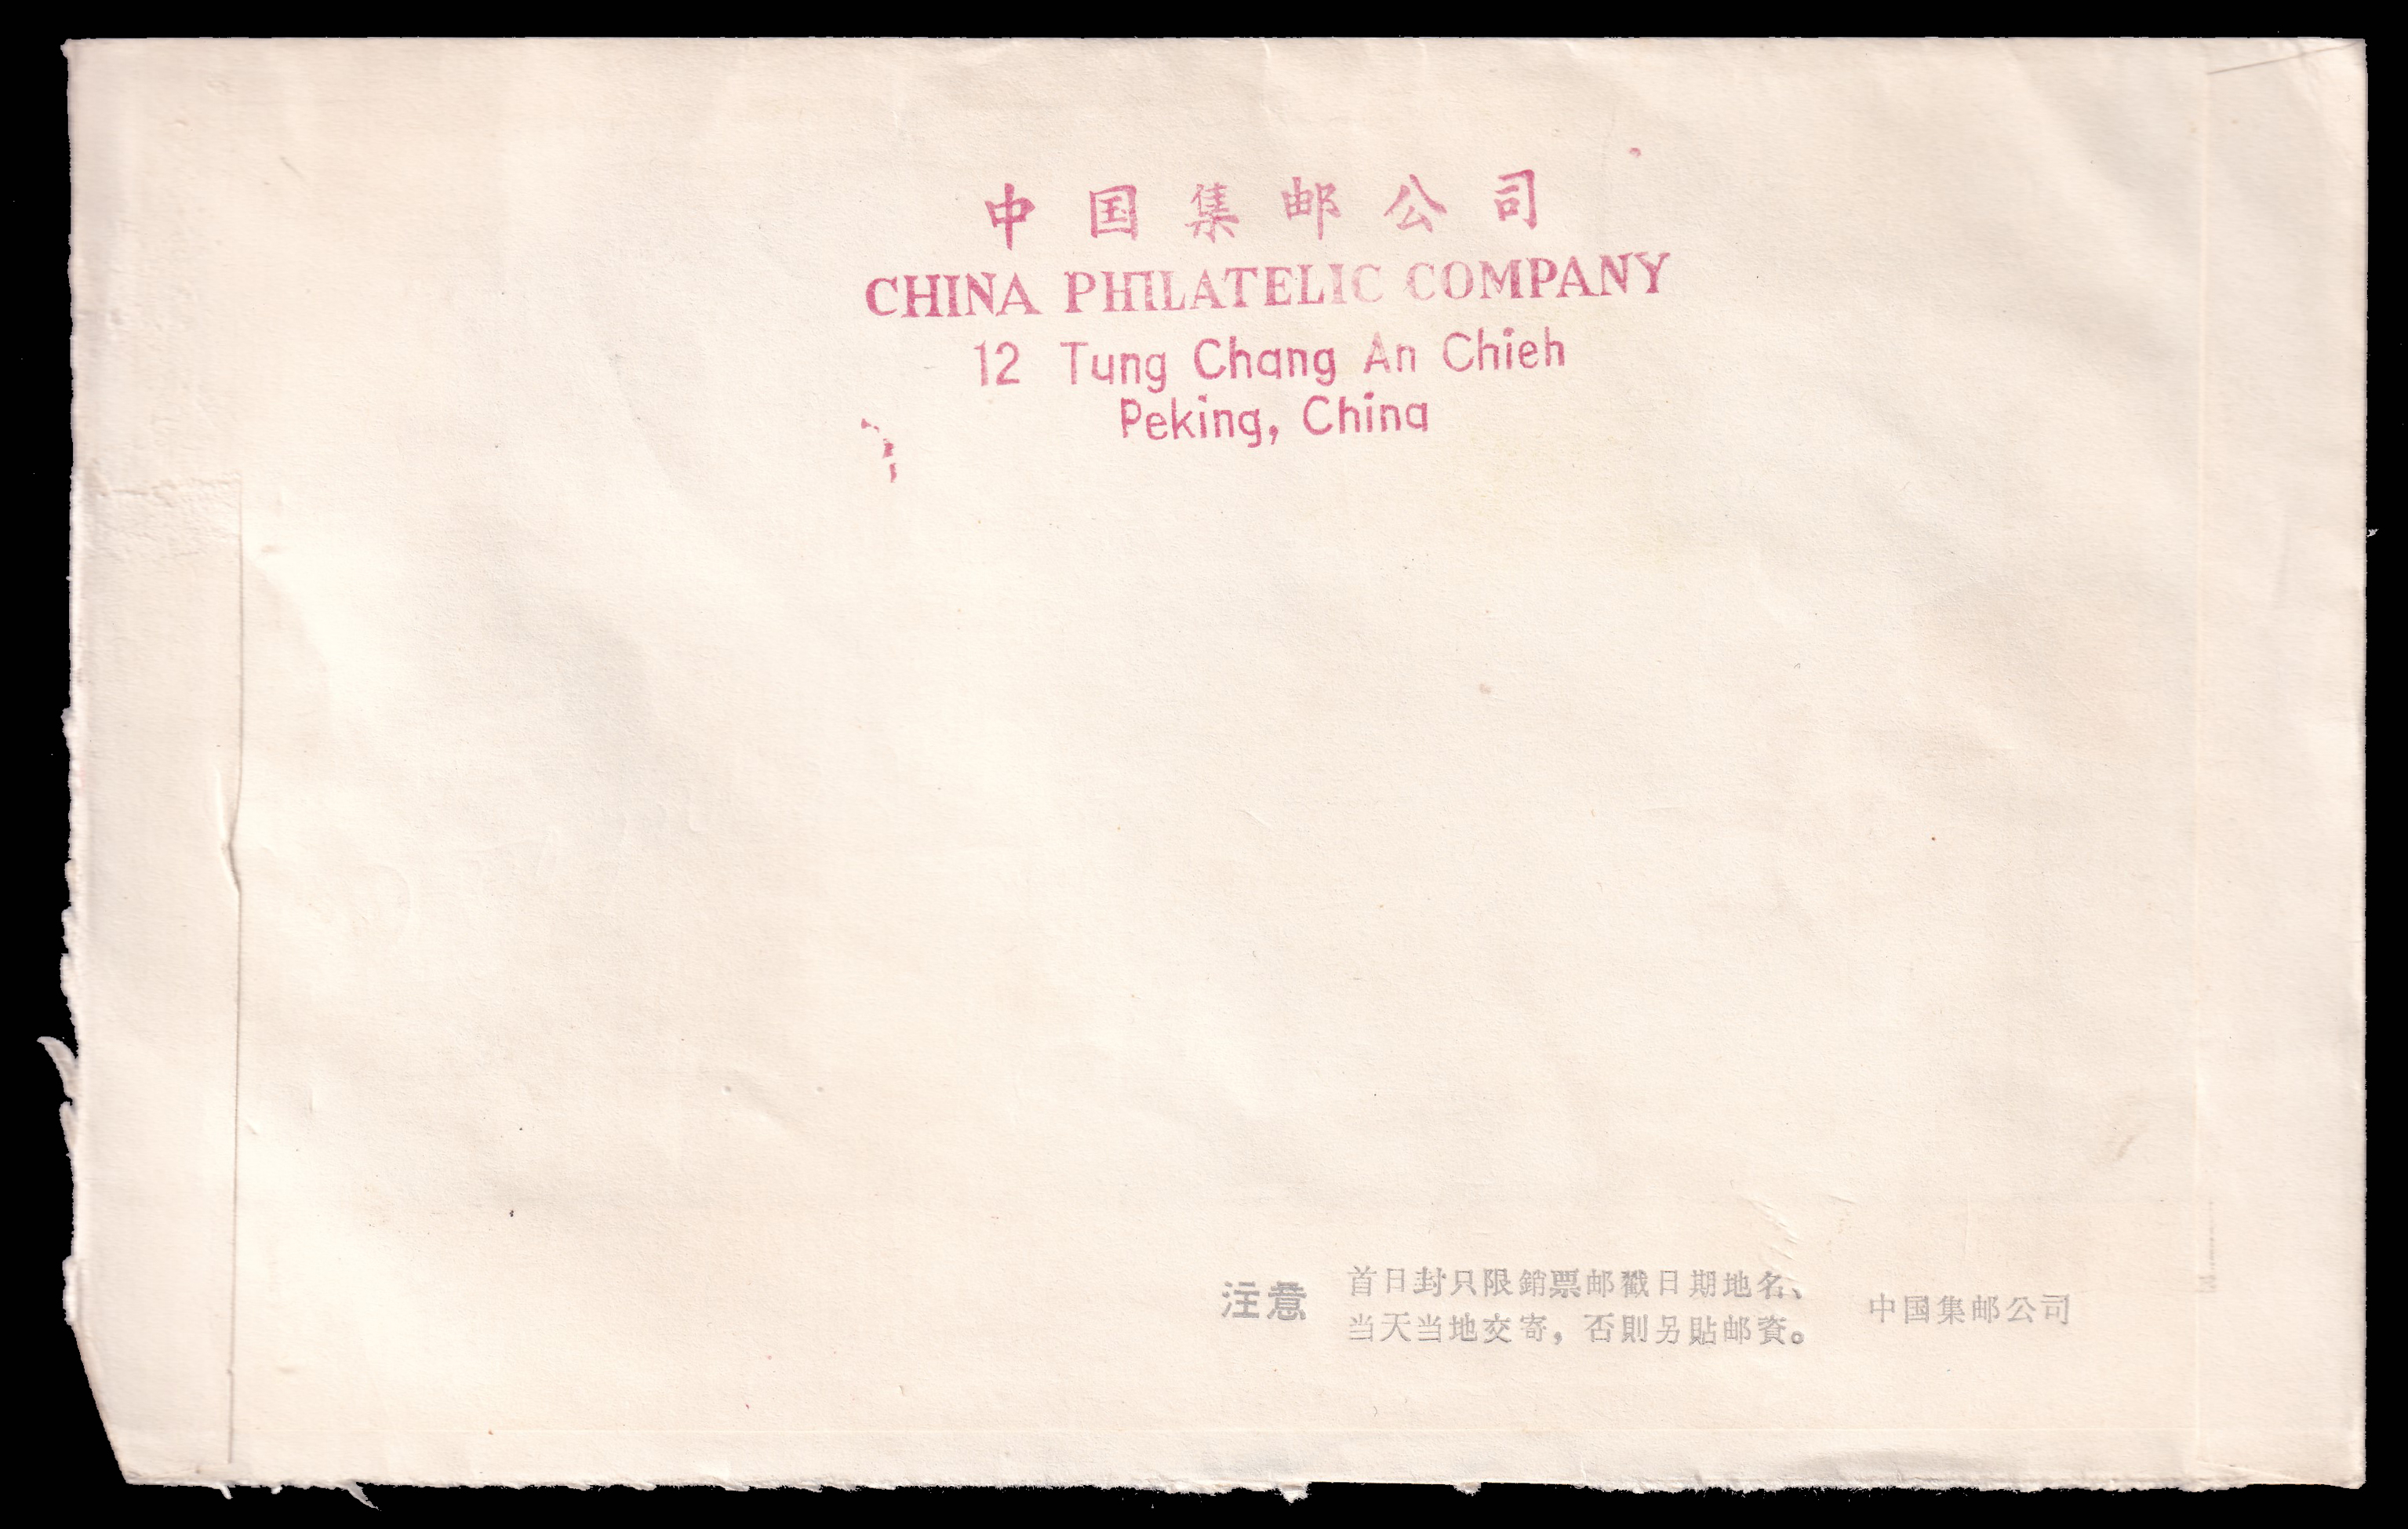 中国集邮公司
CHINA PHILATELIC COMPANY
12 Tung Chang An Chieh
Peking, China
注意
首日封只限銷票邮戳日期地名、
当天当地交寄，否則另貼邮資。
中国集邮公司